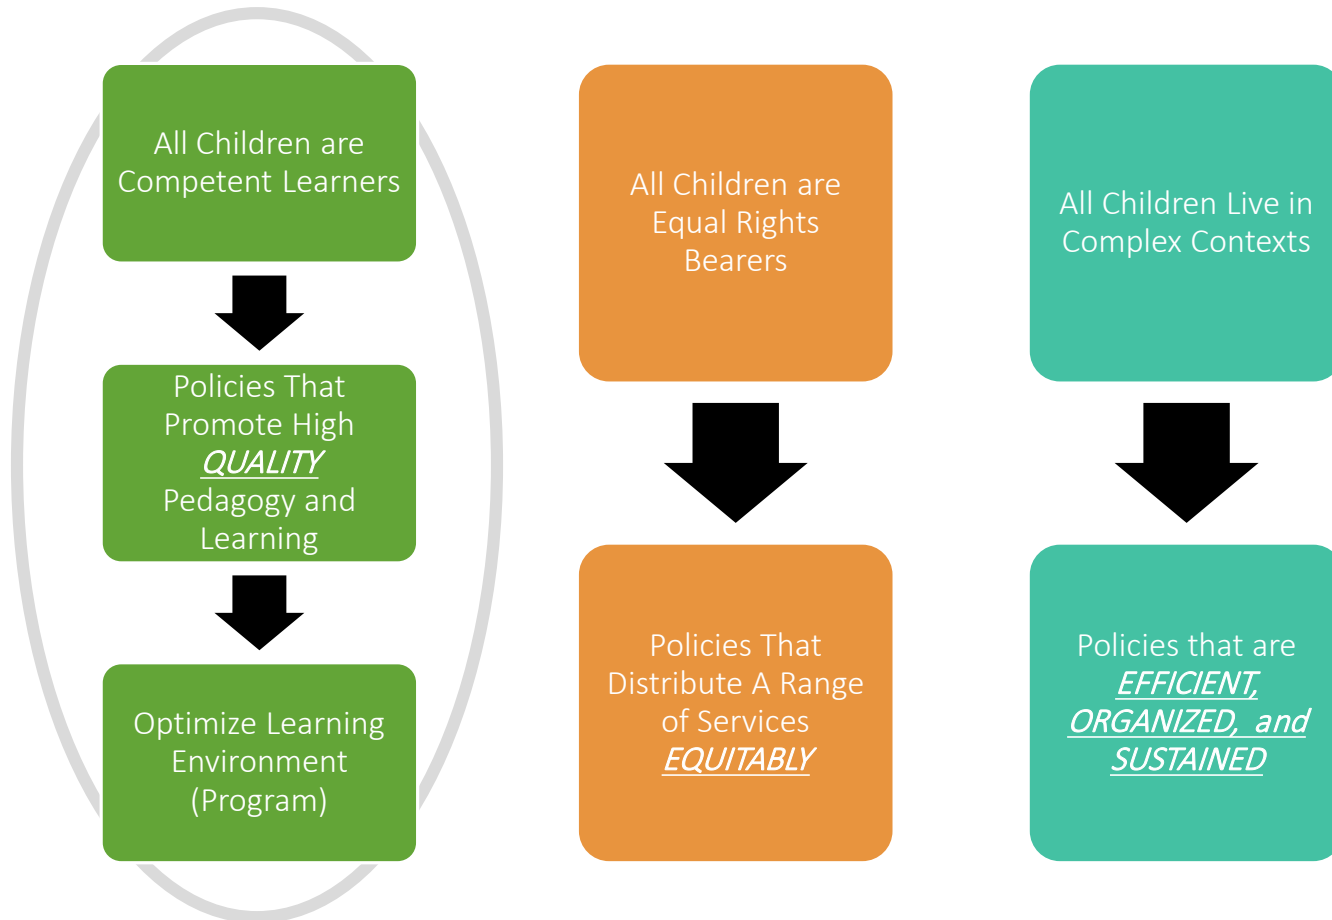 All Children are
Competent Learners
Policies That
Promote High
QUALITY
Pedagogy and
Learning
Optimize Learning
Environment
(Program)
All Children are
Equal Rights
Bearers
Policies That
Distribute A Range
of Services
EQUITABLY
All Children Live in
Complex Contexts
Policies that are
EFFICIENT,
ORGANIZED, and
SUSTAINED